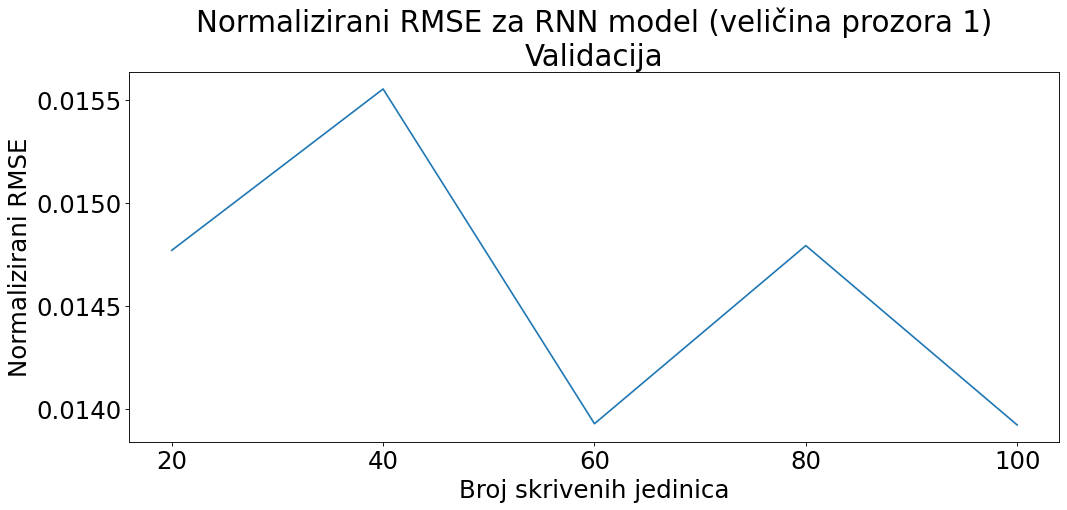 Normalizirani RMSE za RNN model (veličina prozora 1)
Validacija
Normalizirani RMSE
0.0155
0.0150
0.0145
0.0140
20 40 60 80 100
Broj skrivenih jedinica